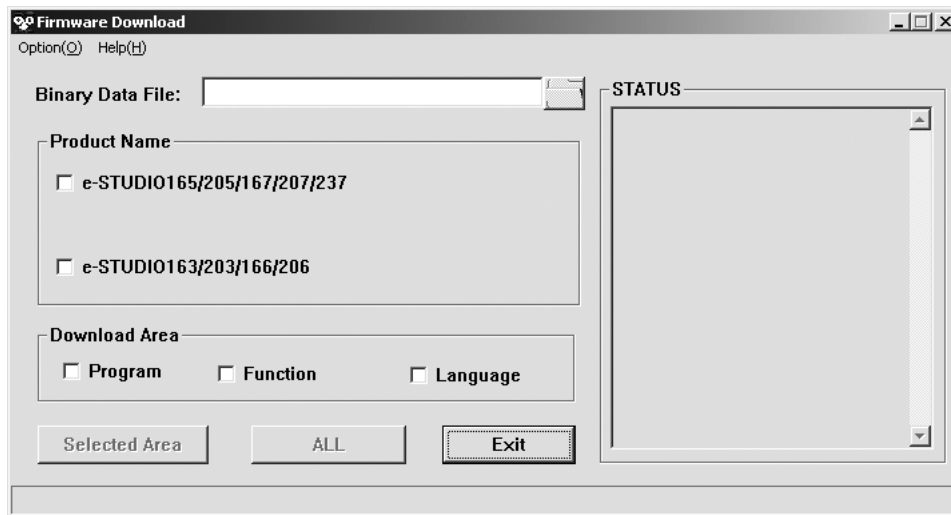 Firmware Download
Option(O) Help(H)
Binary Data File:
STATUS
Product Name
e-STUDIO165/205/167/207/237
e-STUDIO163/203/166/206
Download Area
Program Function Language
Selected Area ALL Exit